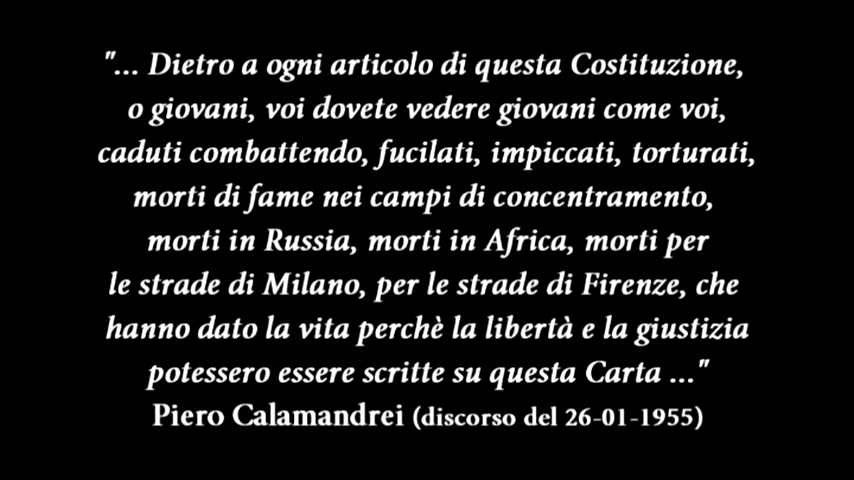 "... Dietro a ogni articolo di questa Costituzione,
o giovani, voi dovete vedere giovani come voi,
caduti combattendo, fucilati, impiccati, torturati,
morti di fame nei campi di concentramento,
morti in Russia, morti in Africa, morti per
le strade di Milano, per le strade di Firenze, che
hanno dato la vita perchè la libertà e la giustizia
potessero essere scritte su questa Carta ..."
Piero Calamandrei (discorso del 26-01-1955)